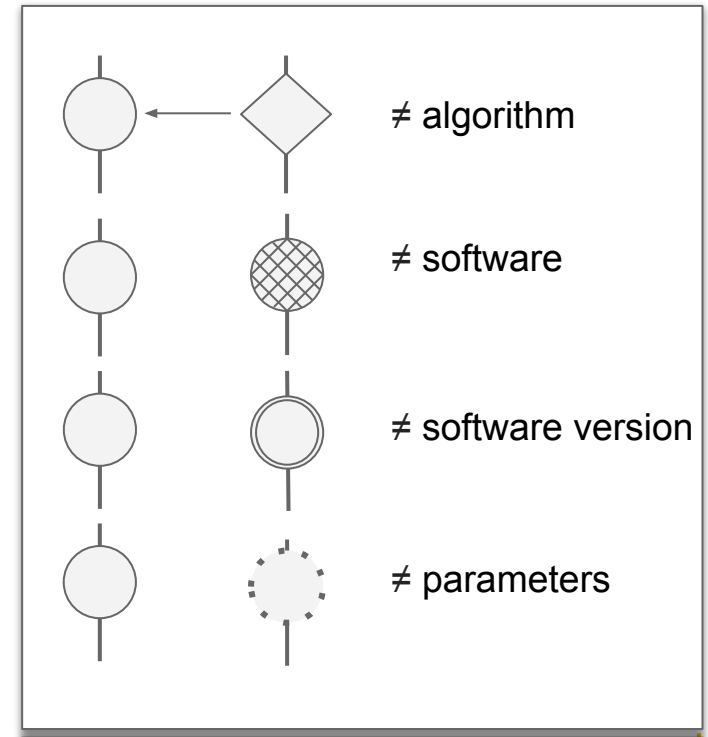 ≠ algorithm
≠ software
≠ software version
≠ parameters